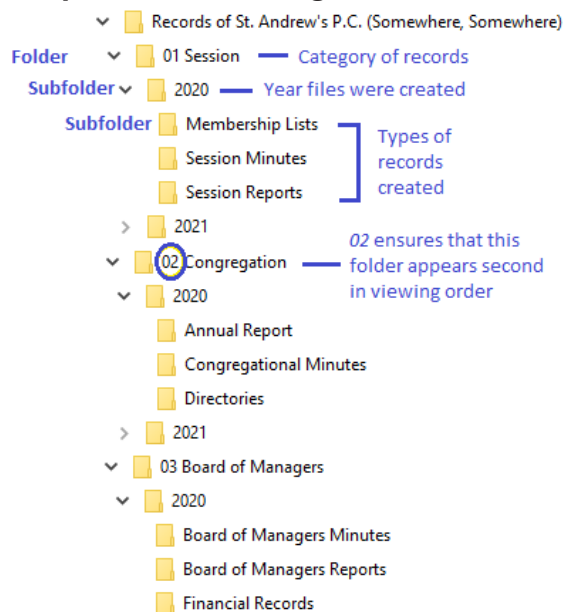 Records of St. Andrew's P.C. (Somewhere, Somewhere)
Folder 01 Session Category of records
Subfolder 2020 Year files were created
Subfolder Membership Lists
Types of
Session Minutes
records
Session Reports
created
2021
02 ensures that this
02 Congregation
folder appears second
2020
in viewing order
Annual Report
Congregational Minutes
Directories
2021
03 Board of Managers
2020
Board of Managers Minutes
Board of Managers Reports
Financial Records